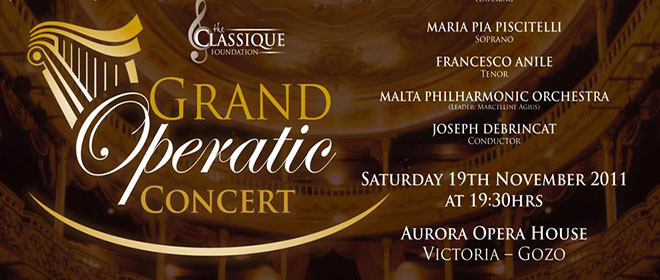 the
CLASSIQUE
FOUNDATION
GRAND
Operatic
CONCERT
FEATURING
MARIA PIA PISCITELLI
SOPRANO
FRANCESCO ANILE
TENOR
MALTA PHILHARMONIC ORCHESTRA
(LEADER: MARCELLINE AGIUS)
JOSEPH DEBRINCAT
CONDUCTOR
SATURDAY 19TH NOVEMBER 2011
AT 19:30HRS
AURORA OPERA HOUSE
VICTORIA – GOZO